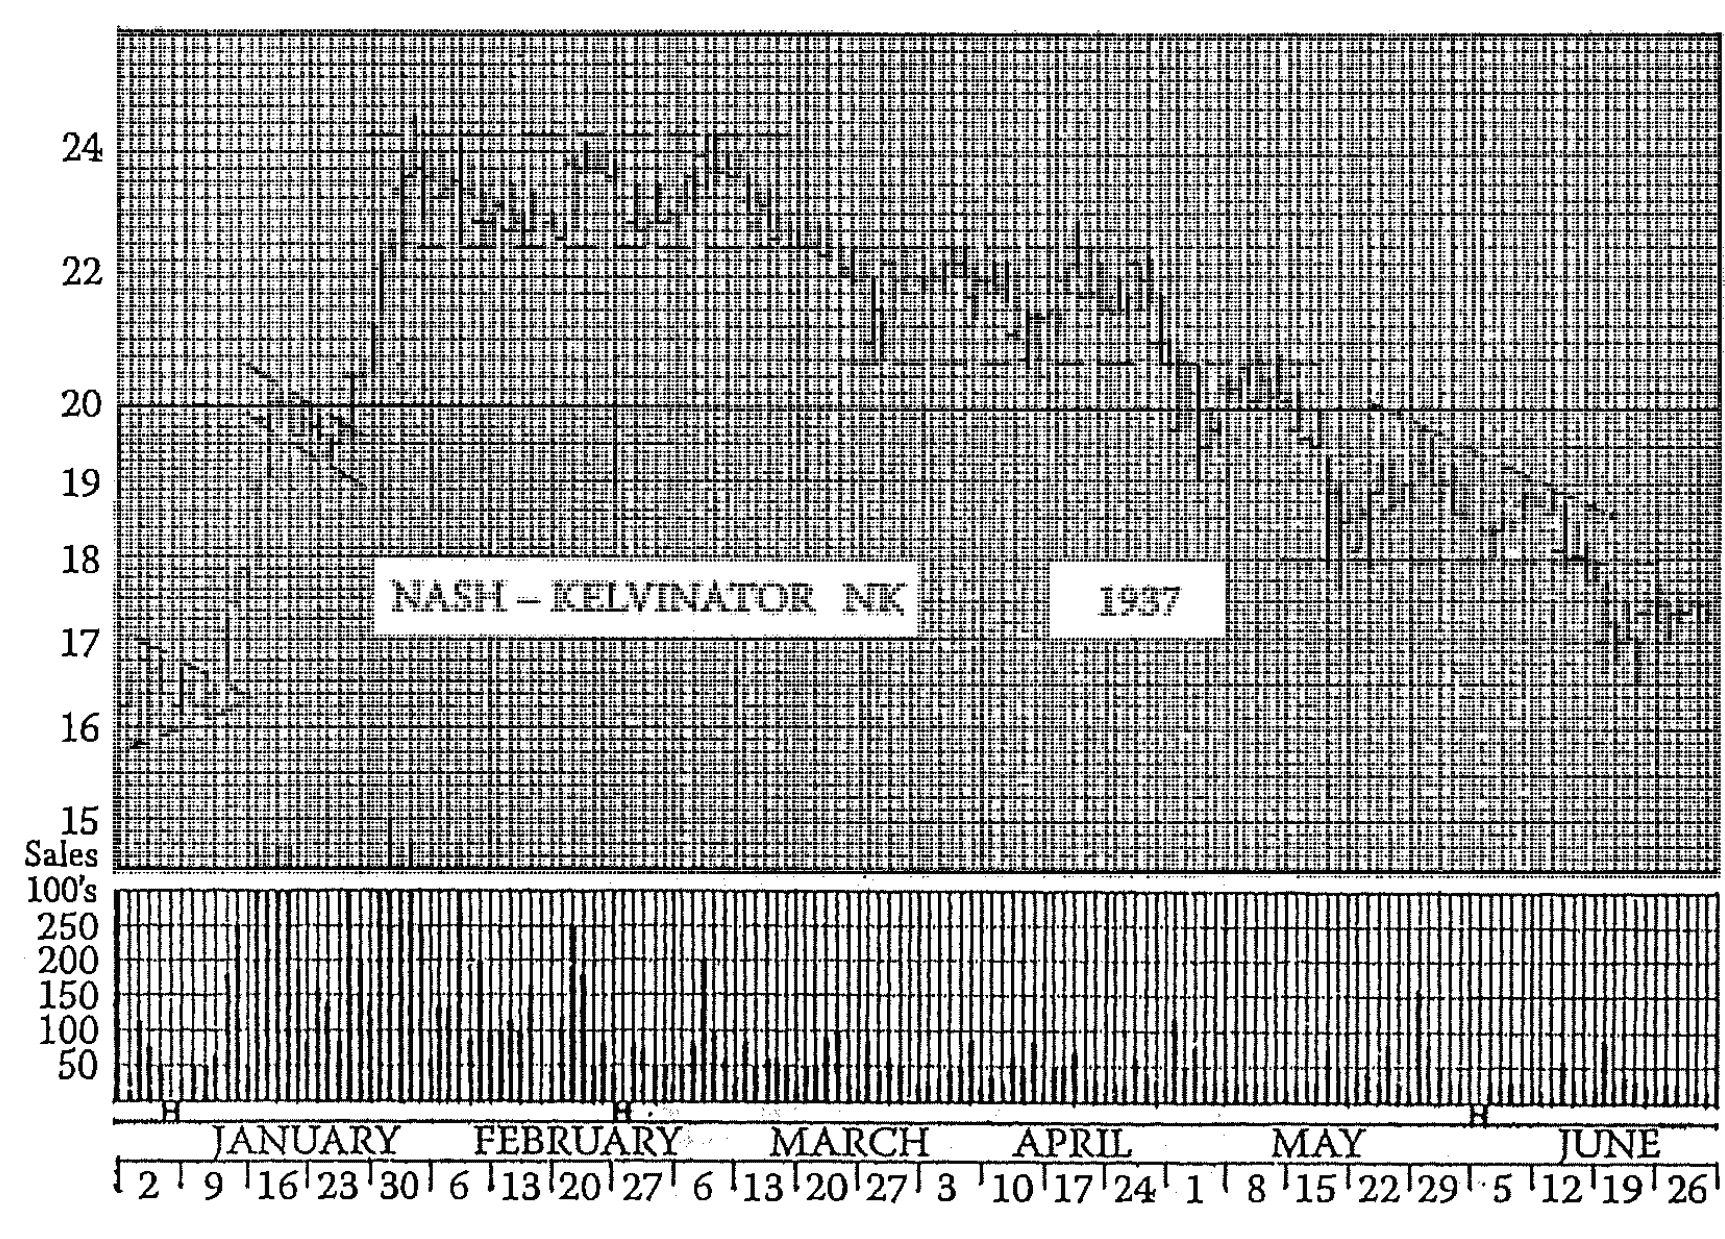 24
22
20
19
18
NASH – KELVINATOR NK 1937
17
16
15
Sales
100's
250
200
150
100
50
H H H
JANUARY FEBRUARY MARCH APRIL MAY JUNE
2 9 16 23 30 6 13 20 27 6 13 20 27 3 10 17 24 1 8 15 22 29 5 12 19 26